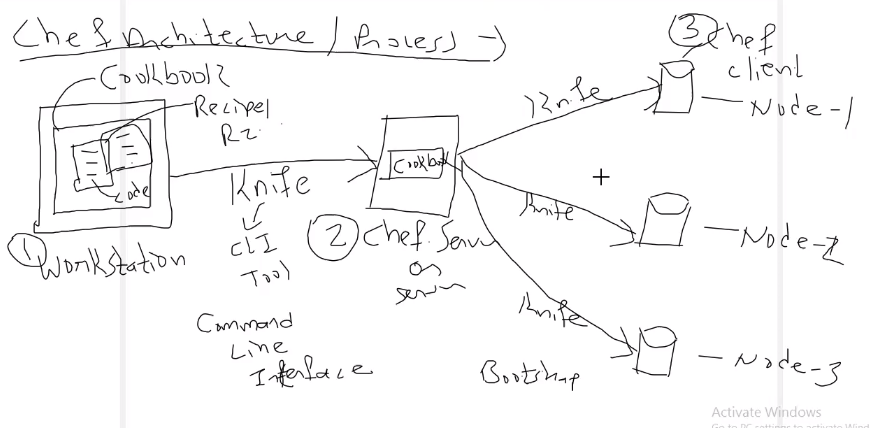 Chef Architecture / Process →
Cookbook
Recipe1
R2
code
① Workstation
Knife
CLI
Tool
Command
Line
Interface
Cookbook
② Chef-Server
or
server
Knife
Knife
Knife
Bootstrap
③ Chef
client
Node-1
Node-2
Node-3
Activate Windows
Go to PC settings to activate Wind